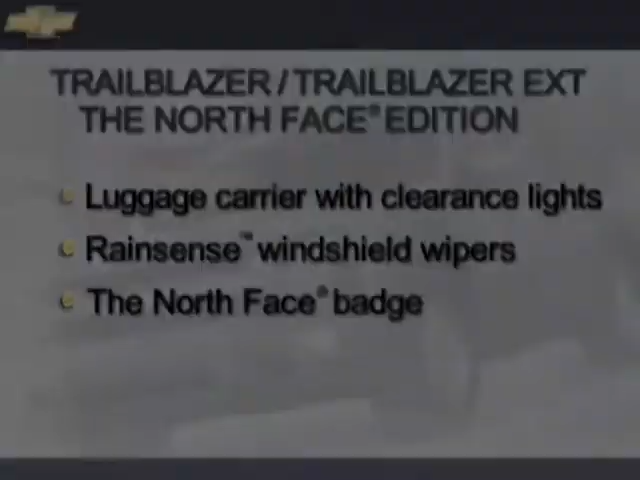 TRAILBLAZER / TRAILBLAZER EXT
THE NORTH FACE® EDITION
Luggage carrier with clearance lights
Rainsense™ windshield wipers
The North Face® badge